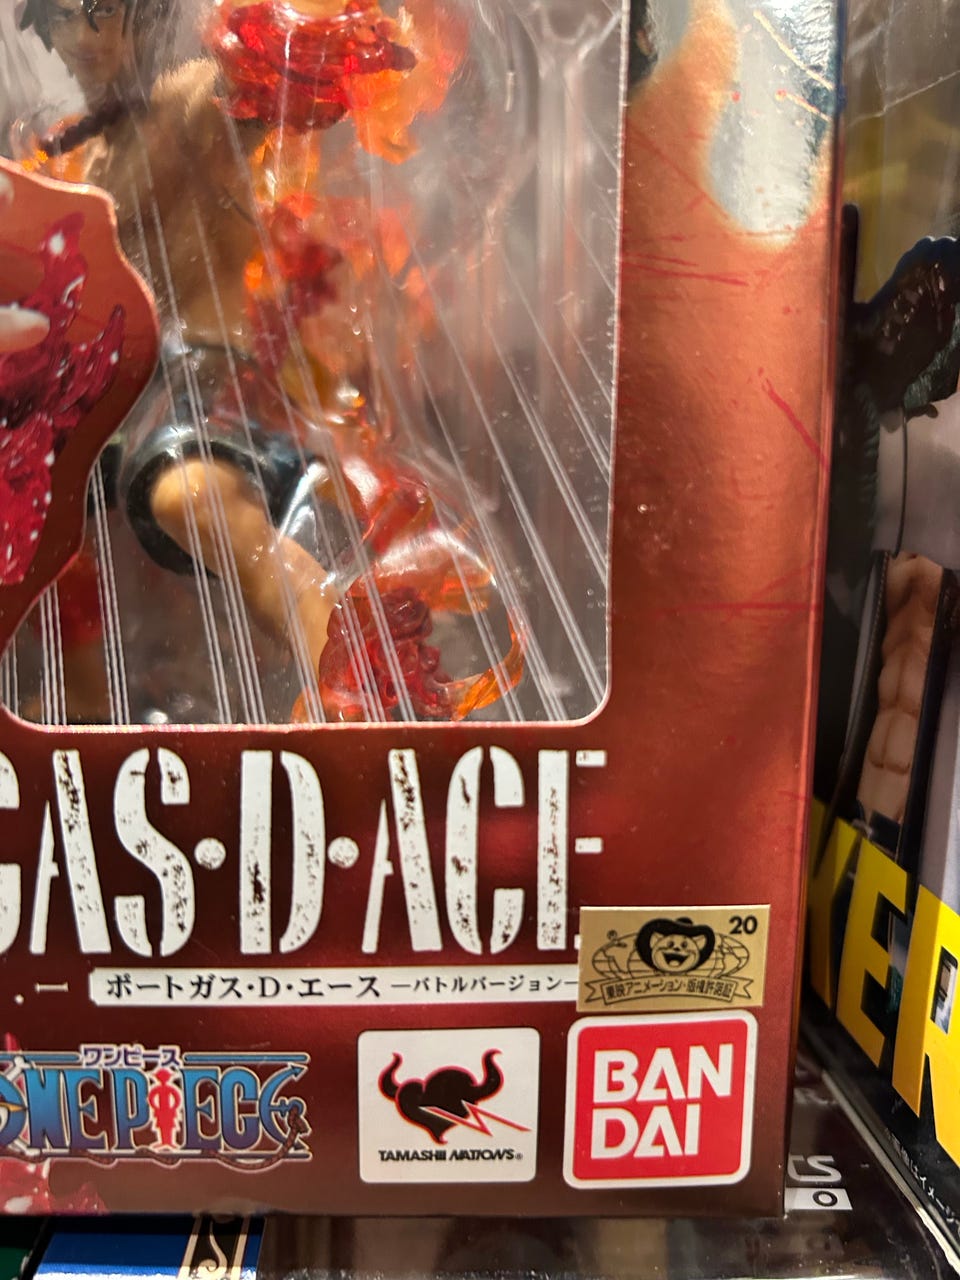 GAS·D·ACE
ポートガス・D・エース —バトルバージョン—
20
東映アニメーション・版権許諾証
ワンピース
ONE PIECE
TAMASHII NATIONS®
BAN
DAI
ER